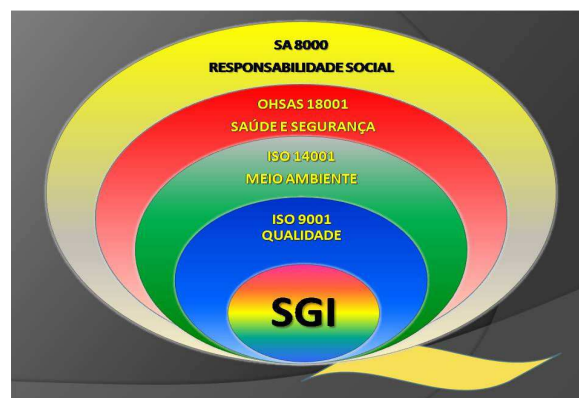 SA 8000
RESPONSABILIDADE SOCIAL
OHSAS 18001
SAÚDE E SEGURANÇA
ISO 14001
MEIO AMBIENTE
ISO 9001
QUALIDADE
SGI